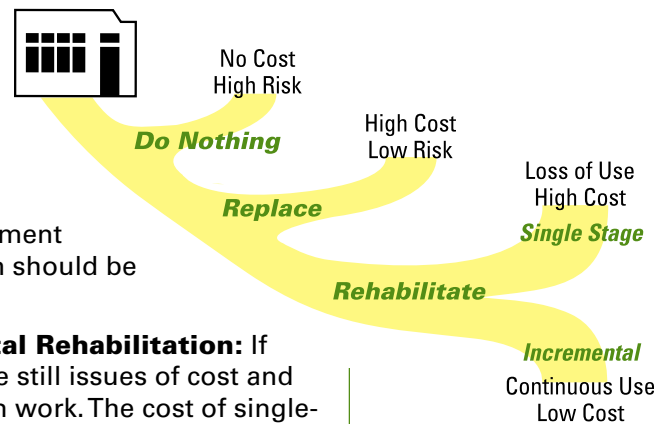 No Cost
High Risk
Do Nothing
High Cost
Low Risk
Replace
Loss of Use
High Cost
Single Stage
Rehabilitate
Incremental
Continuous Use
Low Cost
should be
Rehabilitation: If
still issues of cost and
work. The cost of single-